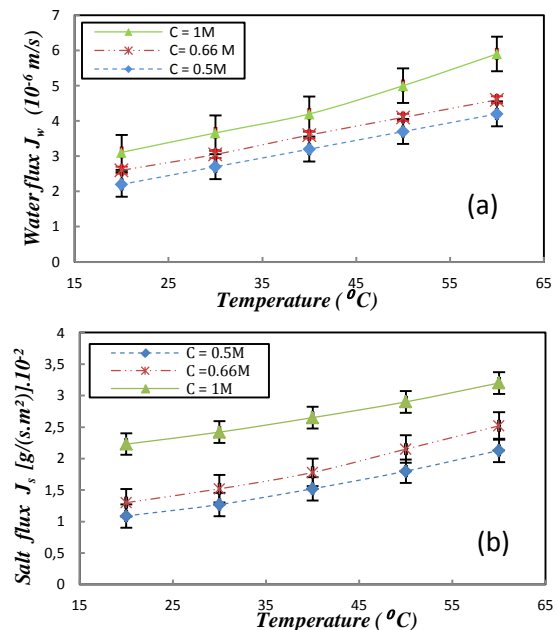 7
6
5
4
3
2
1
0
Water flux J_w (10⁻⁶ m/s)
C = 1M
C= 0.66 M
C = 0.5M
(a)
15 25 35 45 55 65
Temperature ( ⁰C)
4
3,5
3
2,5
2
1,5
1
0,5
0
Salt flux J_s [g/(s.m²)].10⁻²
C = 0.5M
C =0.66M
C = 1M
(b)
15 25 35 45 55 65
Temperature ( ⁰C)